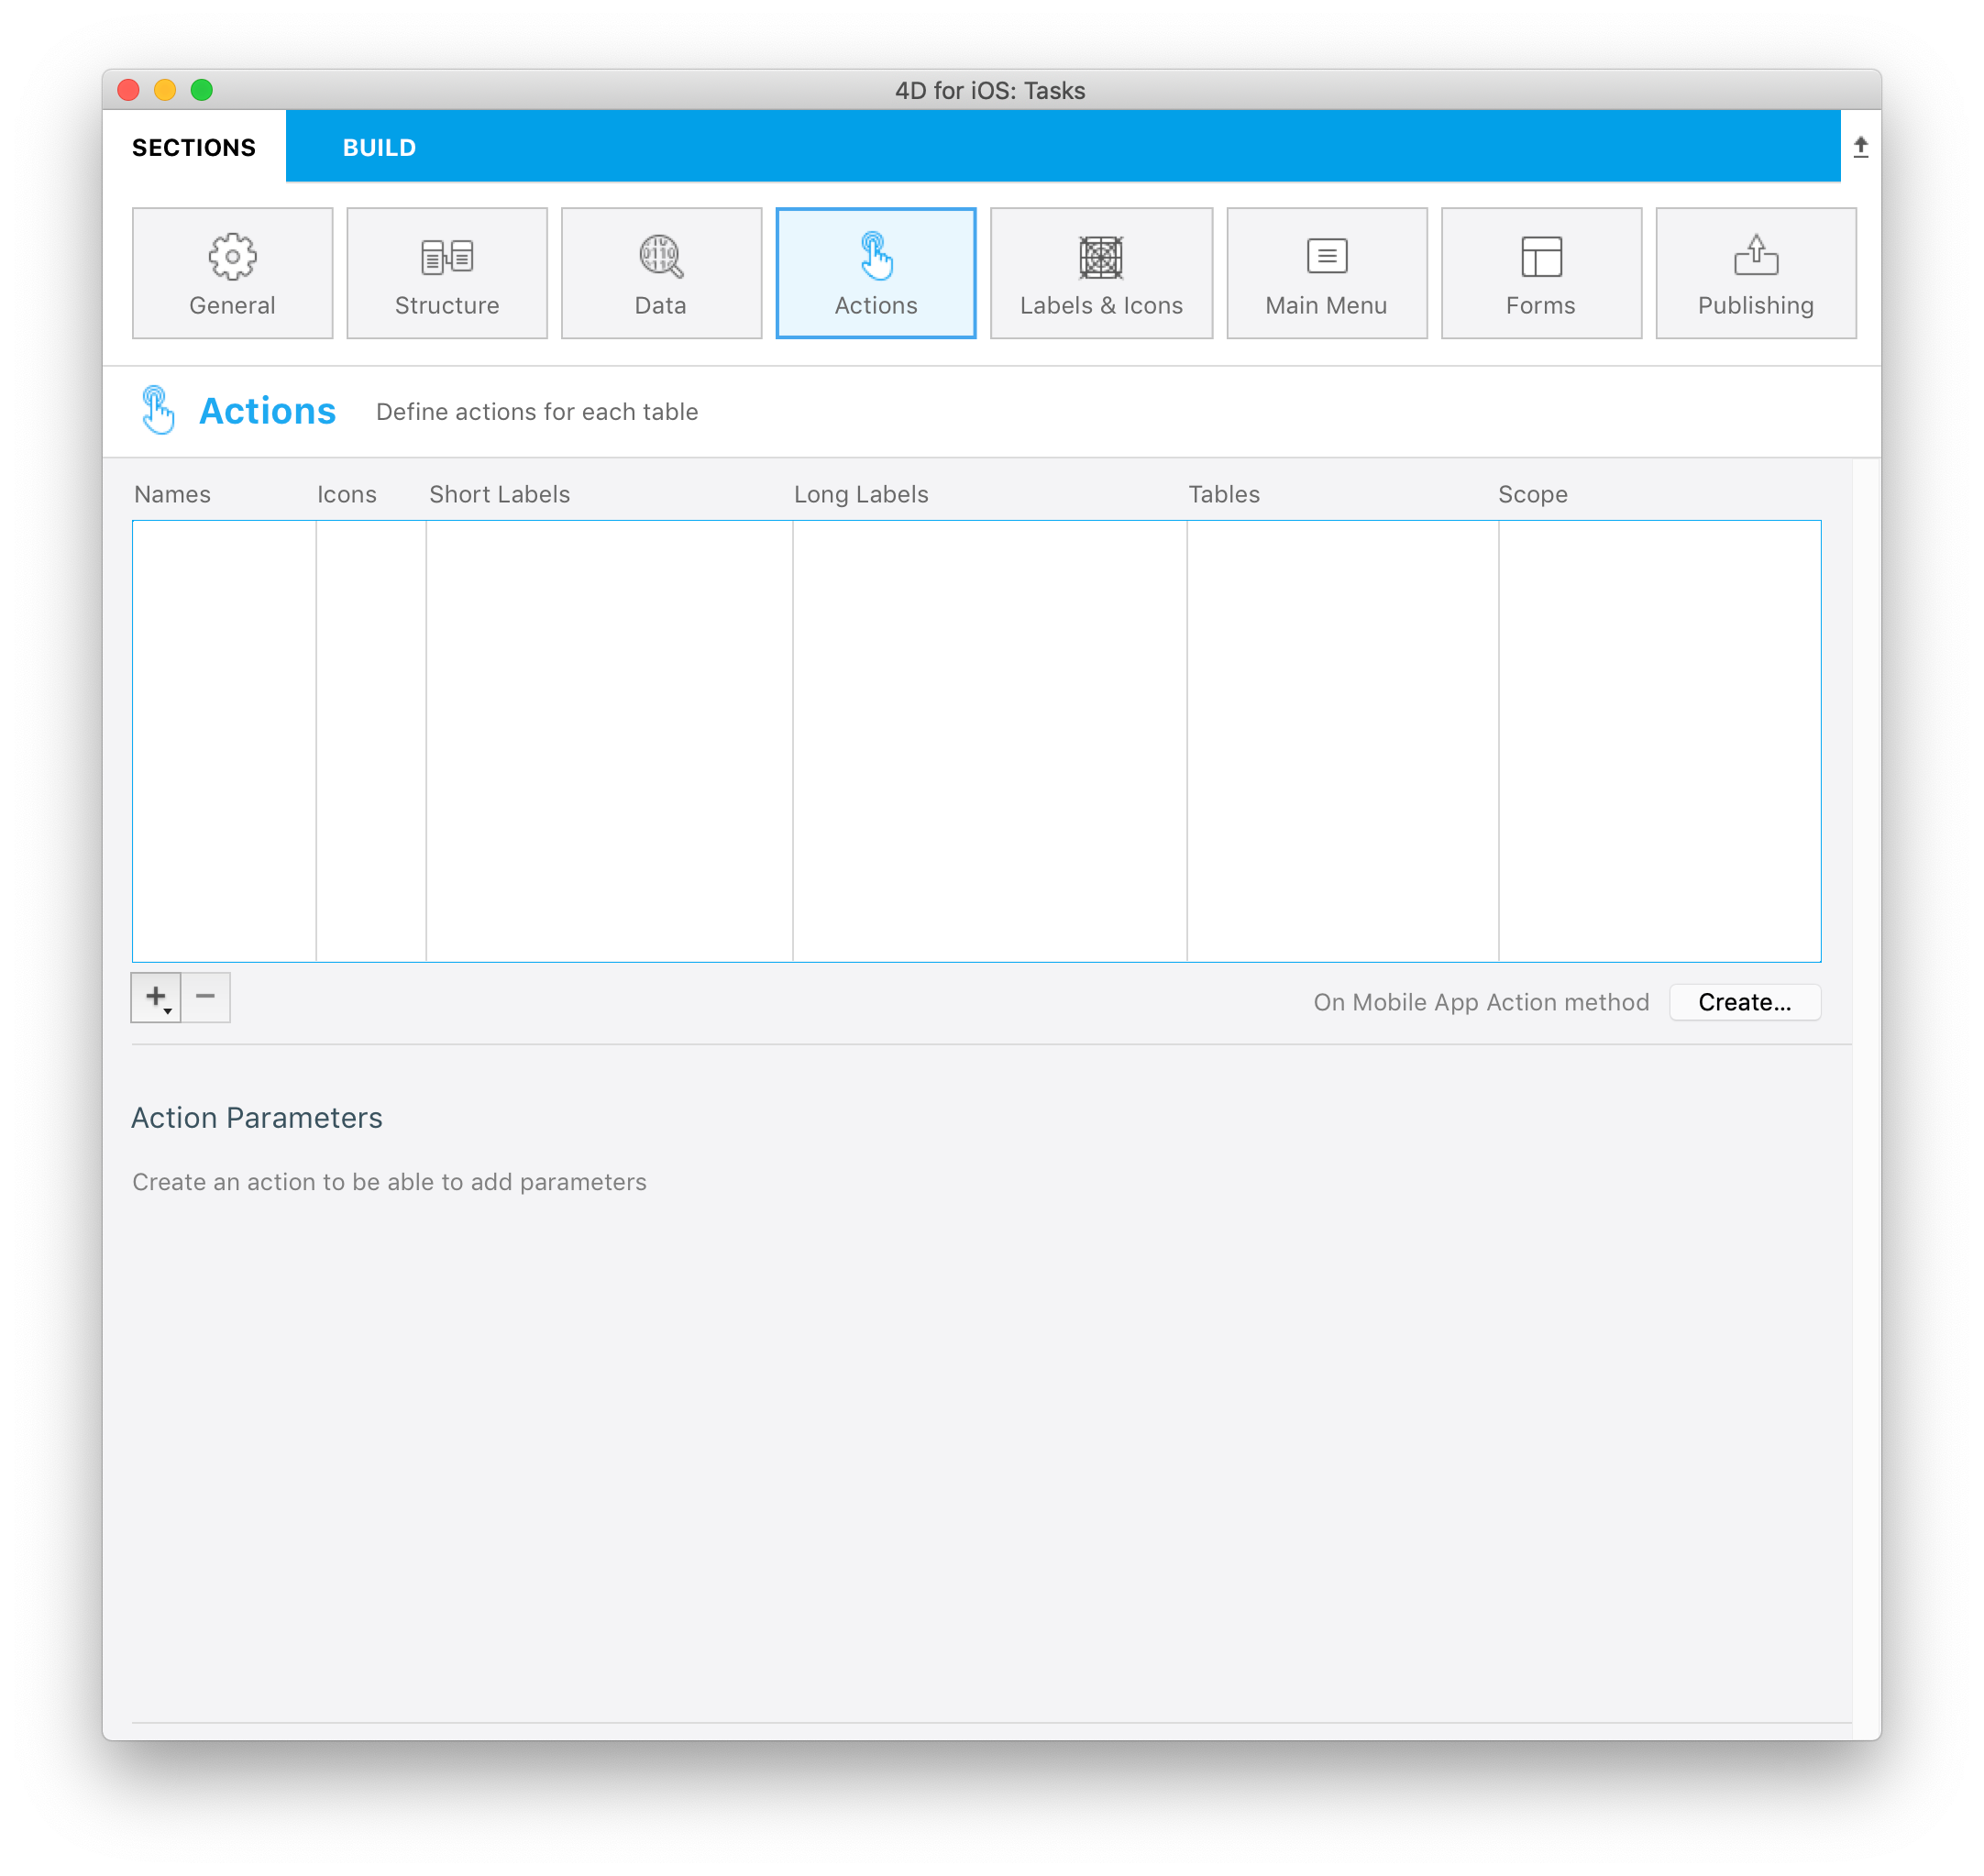 4D for iOS: Tasks
SECTIONS BUILD
General Structure Data Actions Labels & Icons Main Menu Forms Publishing
Actions Define actions for each table
Names Icons Short Labels Long Labels Tables Scope
On Mobile App Action method Create...
Action Parameters
Create an action to be able to add parameters